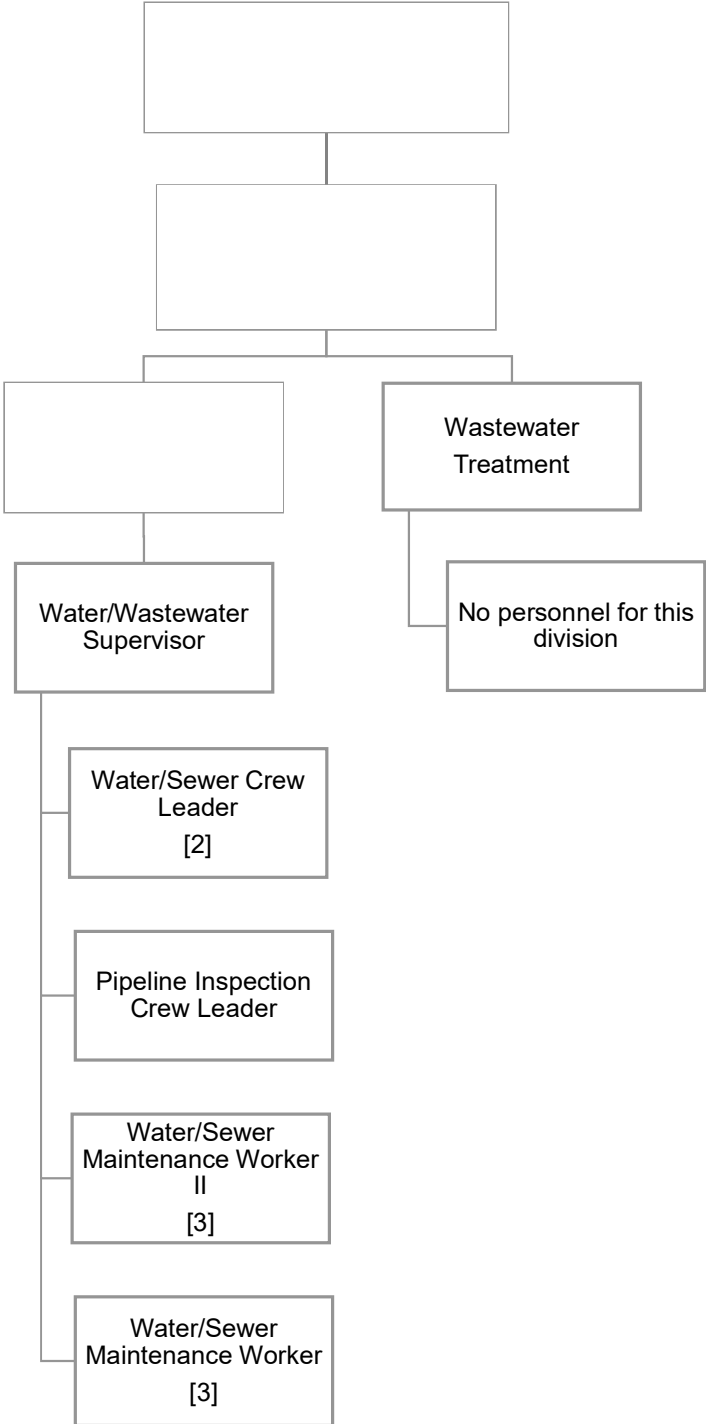 Wastewater
Treatment
Water/Wastewater
Supervisor
No personnel for this
division
Water/Sewer Crew
Leader
[2]
Pipeline Inspection
Crew Leader
Water/Sewer
Maintenance Worker
II
[3]
Water/Sewer
Maintenance Worker
[3]